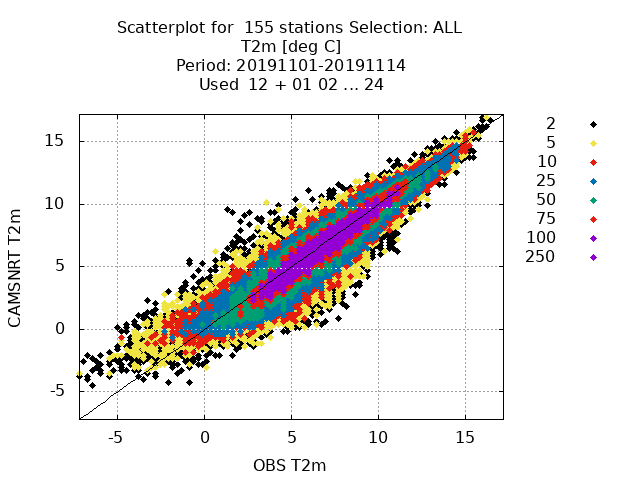 Scatterplot for  155 stations Selection: ALL
T2m [deg C]
Period: 20191101-20191114
Used  12 + 01 02 ... 24
2
5
10
25
50
75
100
250
15
10
5
0
-5
CAMSNRT T2m
-5 0 5 10 15
OBS T2m